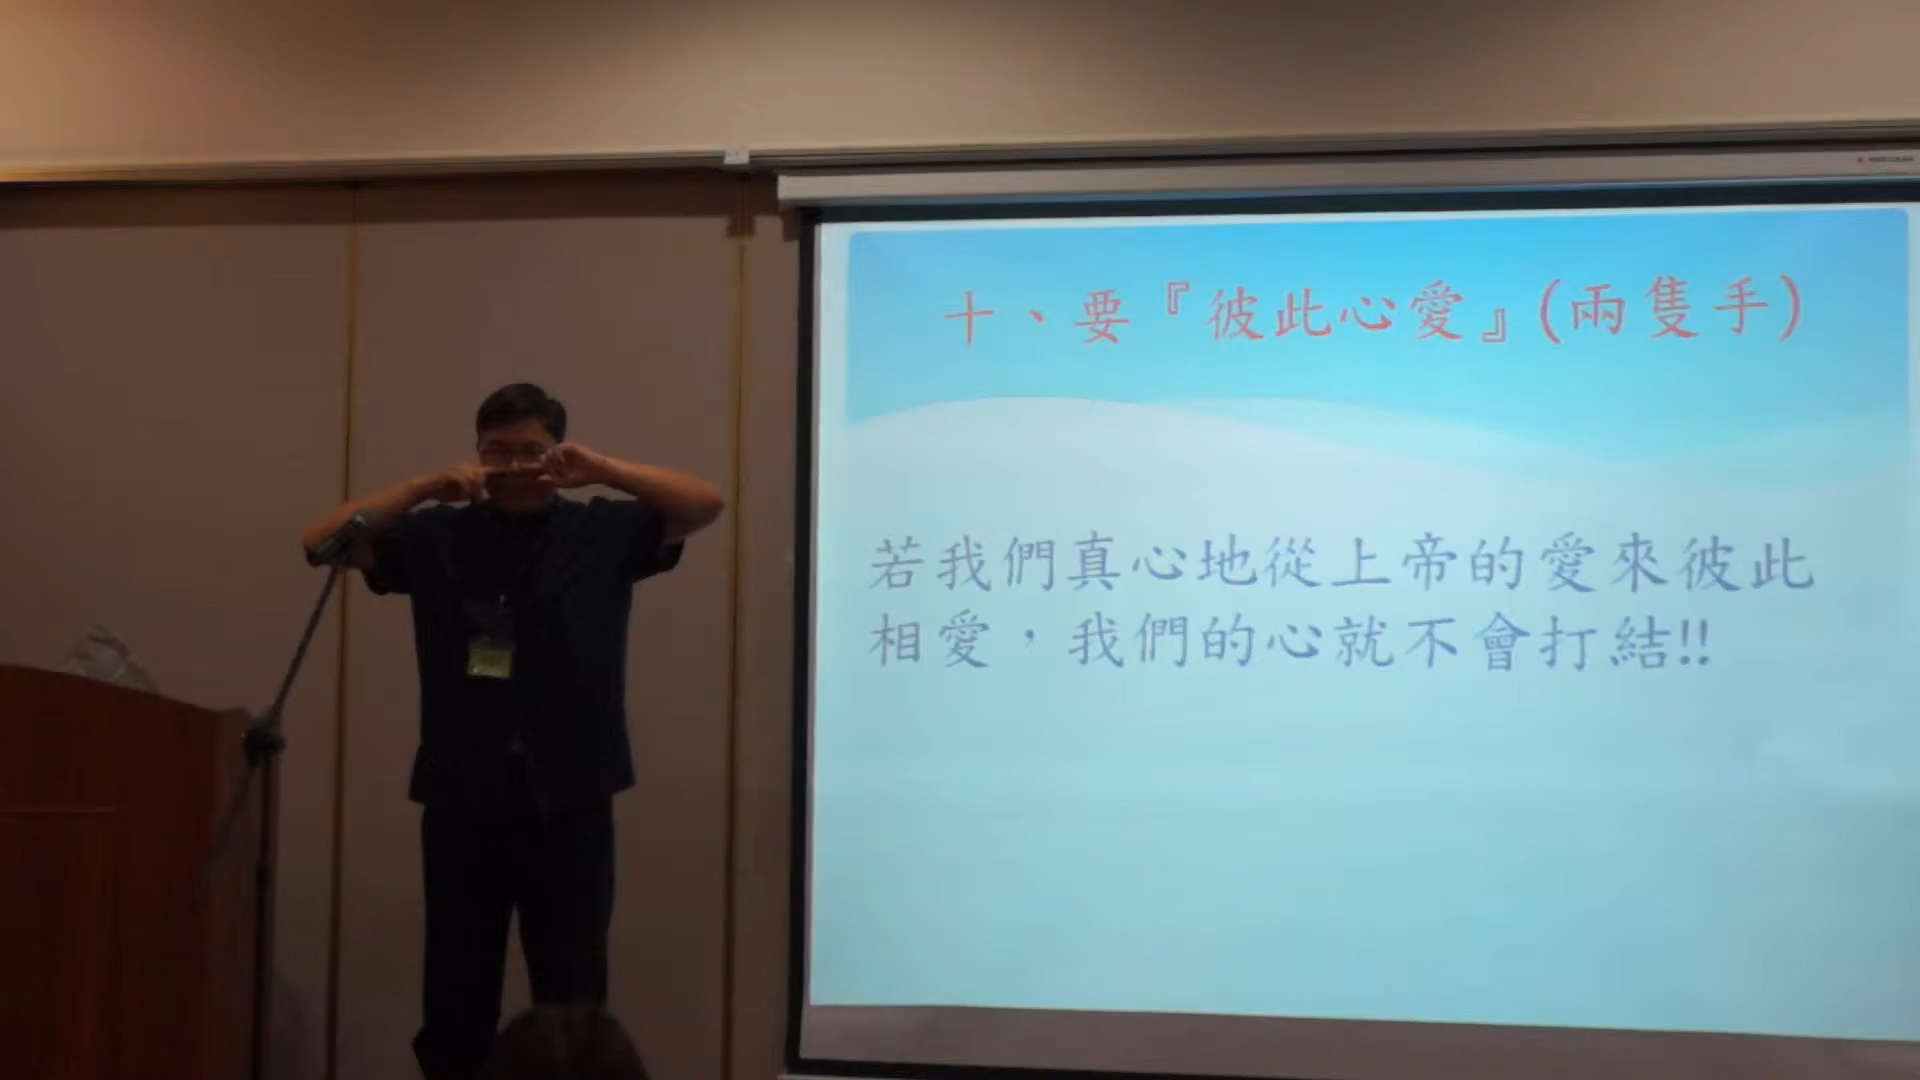 十、要『彼此心愛』(兩隻手)
若我們真心地從上帝的愛來彼此
相愛，我們的心就不會打結!!